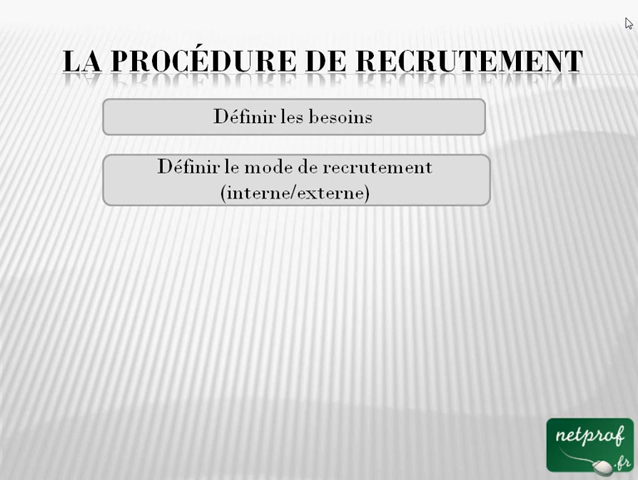 LA PROCÉDURE DE RECRUTEMENT
Définir les besoins
Définir le mode de recrutement
(interne/externe)
netprof
.fr